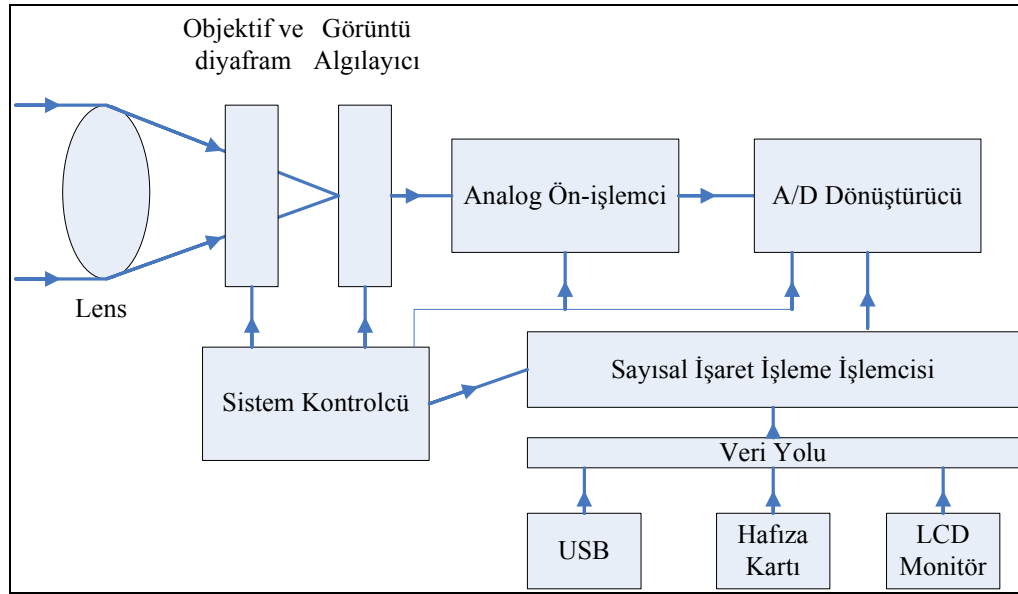 Objektif ve
diyafram
Görüntü
Algılayıcı
Analog Ön-işlemci
A/D Dönüştürücü
Lens
Sistem Kontrolcü
Sayısal İşaret İşleme İşlemcisi
Veri Yolu
USB
Hafıza
Kartı
LCD
Monitör